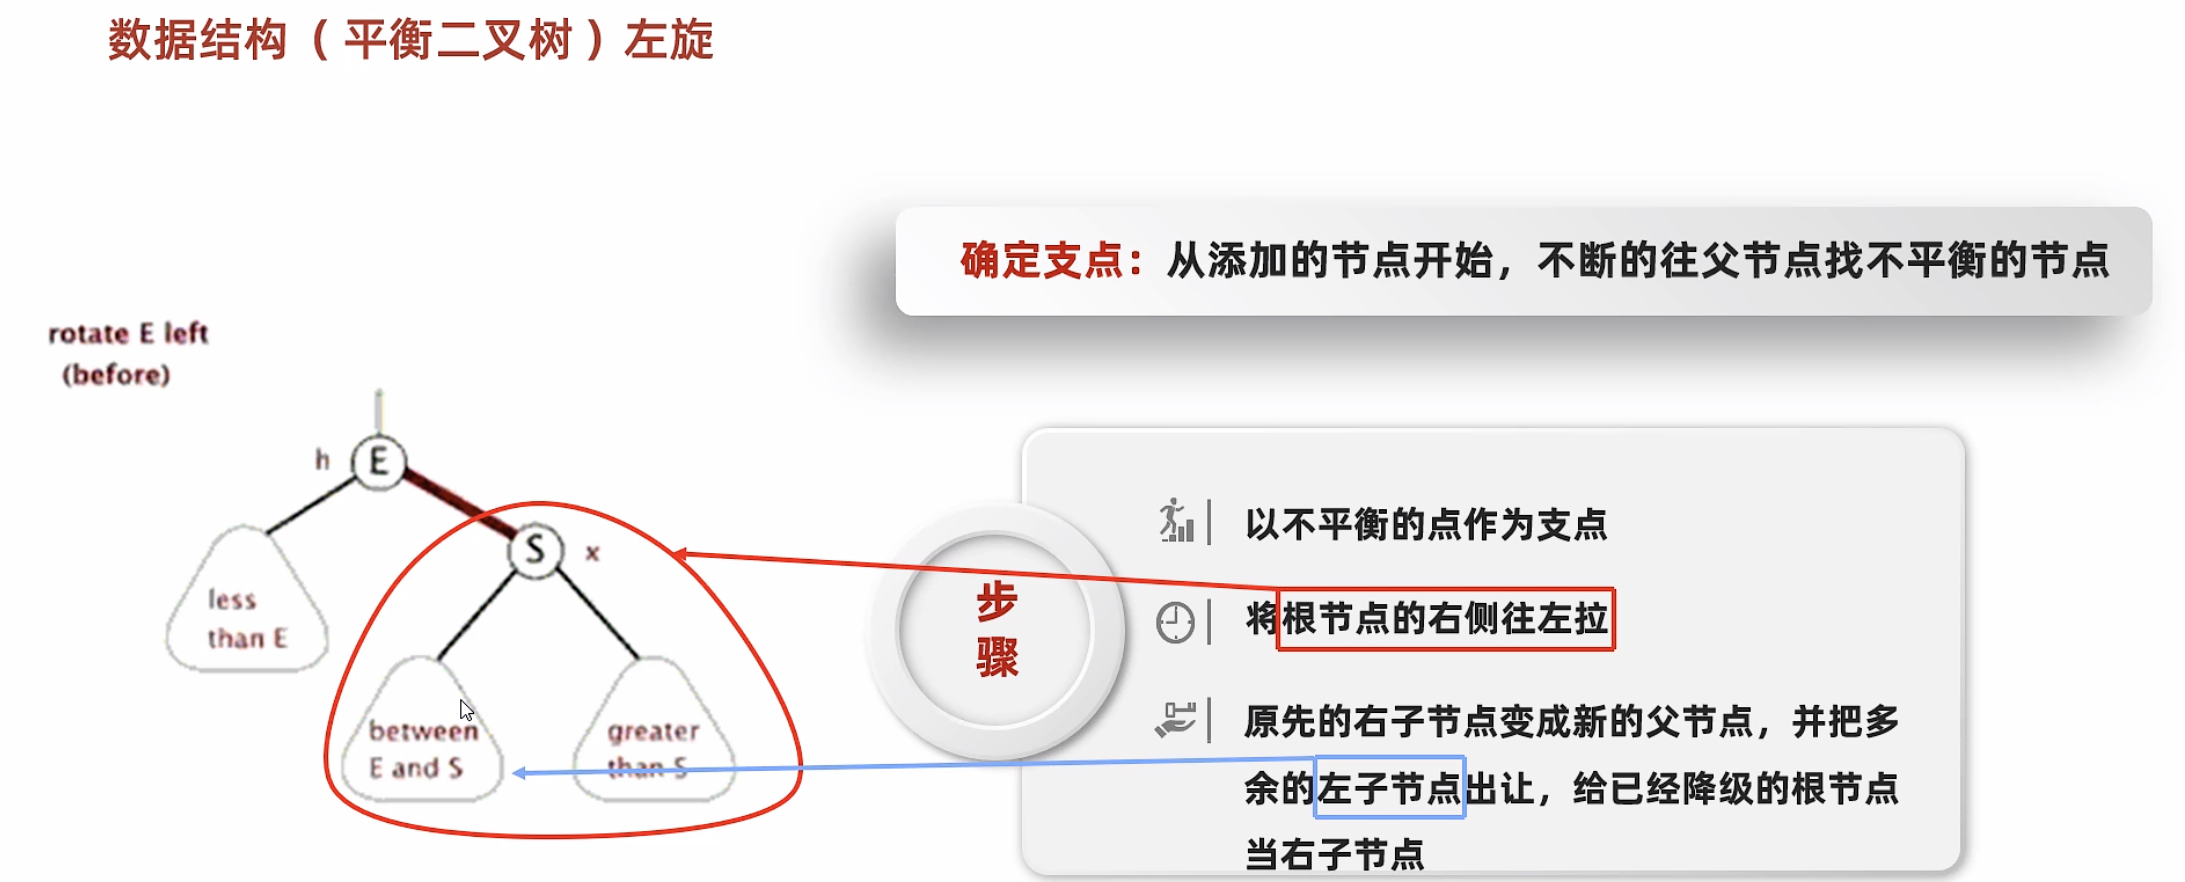 数据结构（平衡二叉树）左旋
确定支点：从添加的节点开始，不断的往父节点找不平衡的节点
rotate E left
(before)
h
E
S
x
less
than E
between
E and S
greater
than S
步
骤
以不平衡的点作为支点
将根节点的右侧往左拉
原先的右子节点变成新的父节点，并把多
余的左子节点出让，给已经降级的根节点
当右子节点